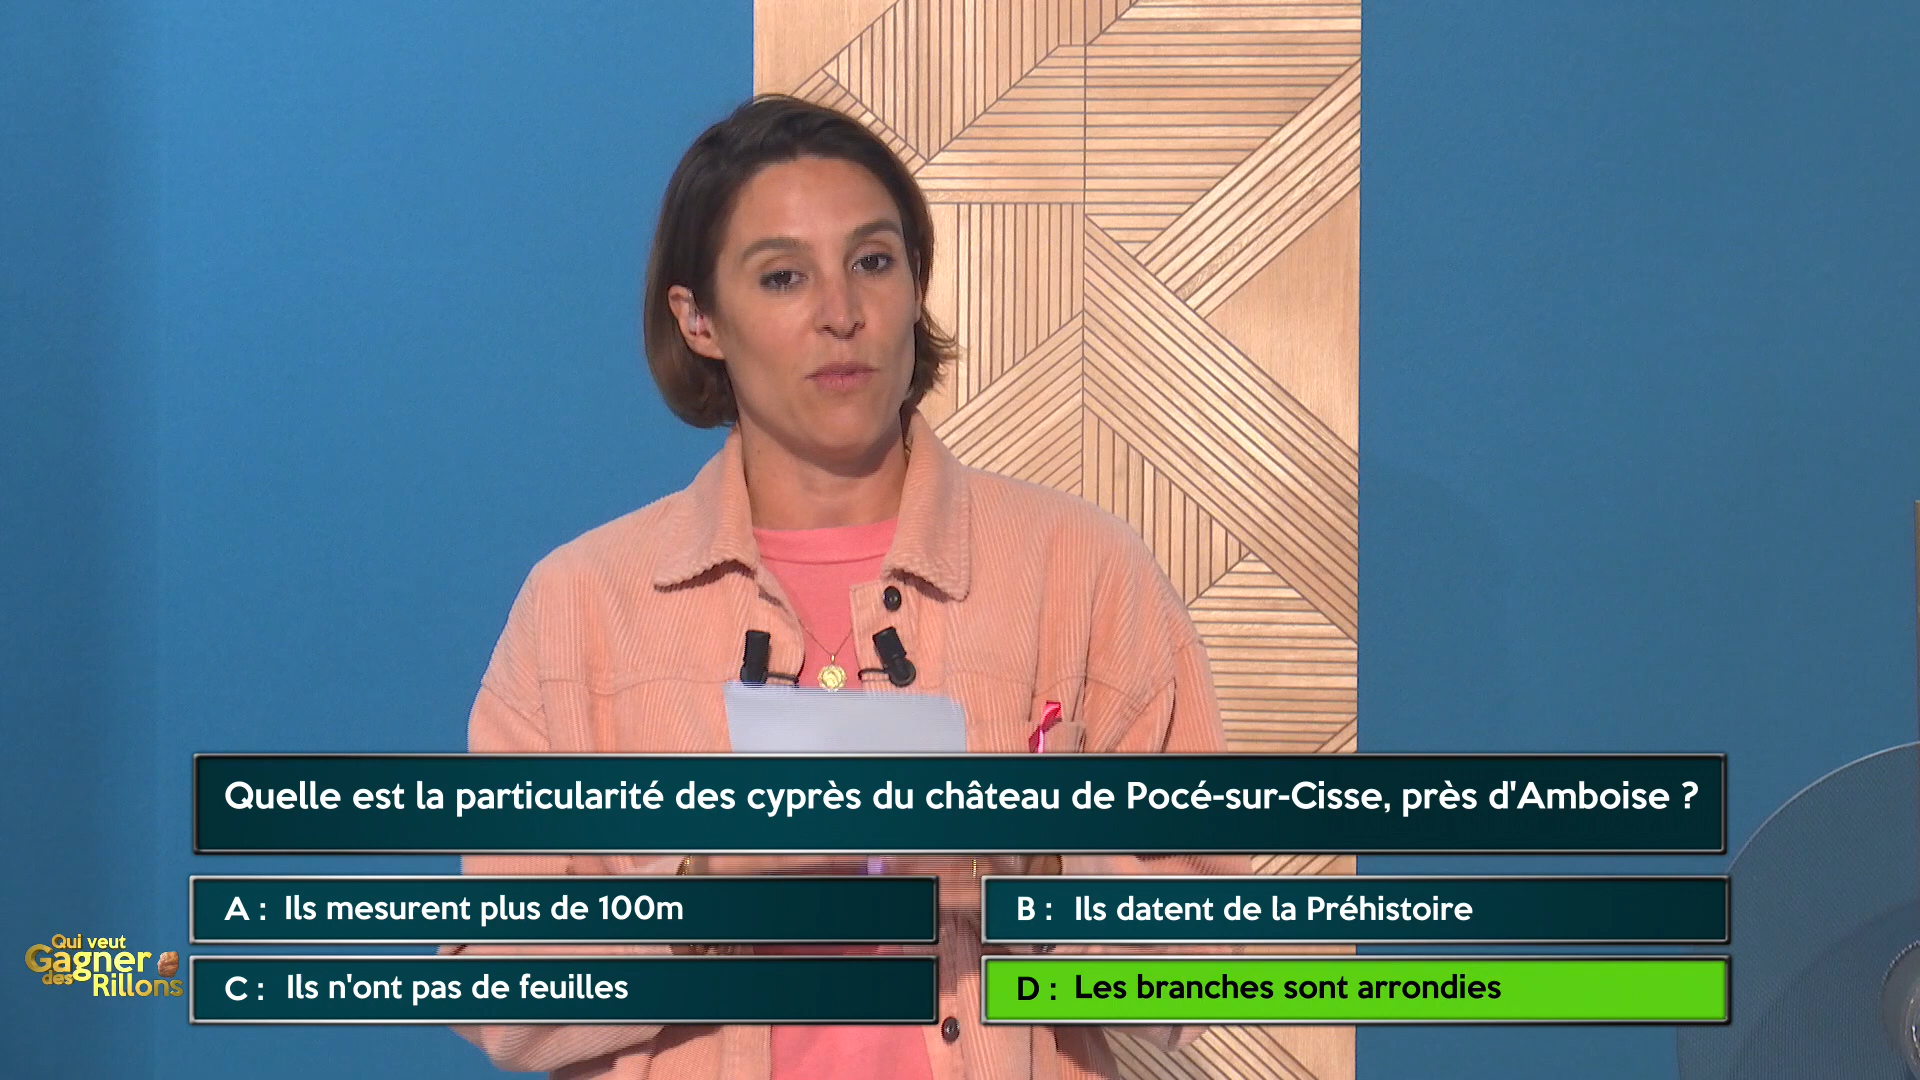 Quelle est la particularité des cyprès du château de Pocé-sur-Cisse, près d'Amboise ?
A : Ils mesurent plus de 100m
B : Ils datent de la Préhistoire
C : Ils n'ont pas de feuilles
D : Les branches sont arrondies
Qui veut
Gagner
des Rillons